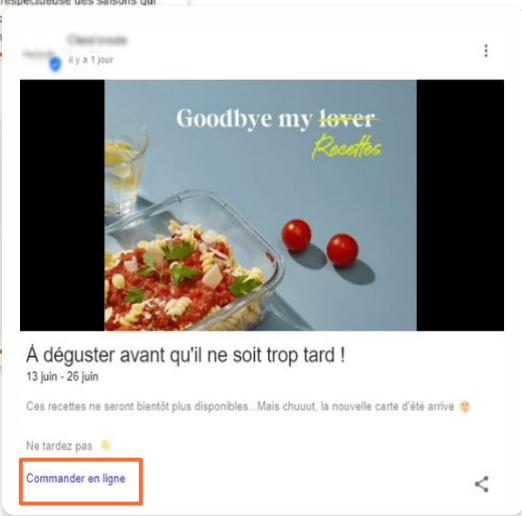 respectueuse des saisons qui
il y a 1 jour
Goodbye my lover
Recettes
À déguster avant qu'il ne soit trop tard !
13 juin - 26 juin
Ces recettes ne seront bientôt plus disponibles...Mais chuuut, la nouvelle carte d'été arrive 🤫
Ne tardez pas 👇
Commander en ligne